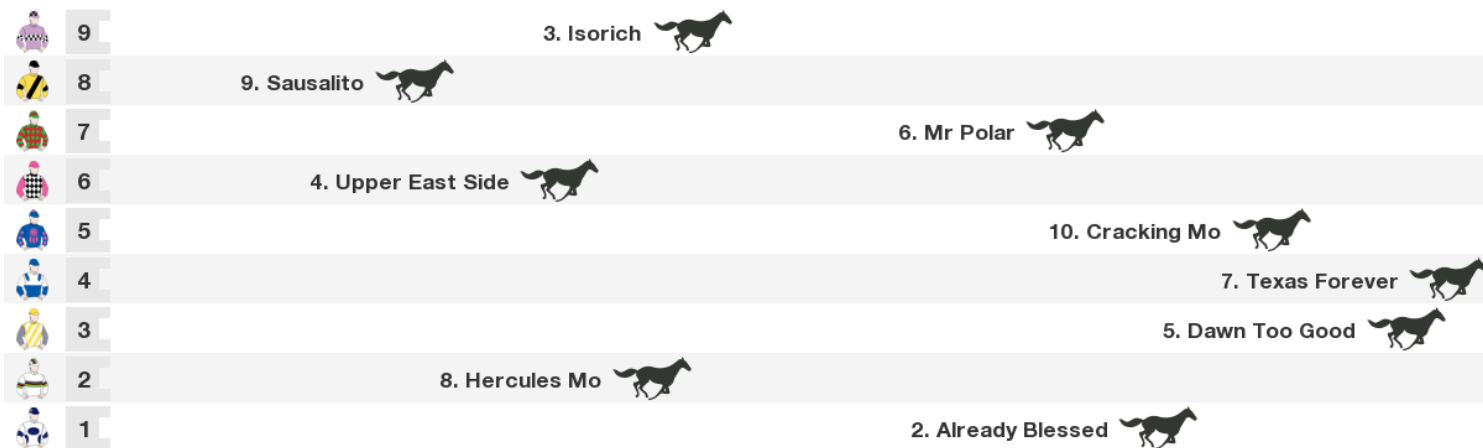 9 3. Isorich
8 9. Sausalito
7 6. Mr Polar
6 4. Upper East Side
5 10. Cracking Mo
4 7. Texas Forever
3 5. Dawn Too Good
2 8. Hercules Mo
1 2. Already Blessed